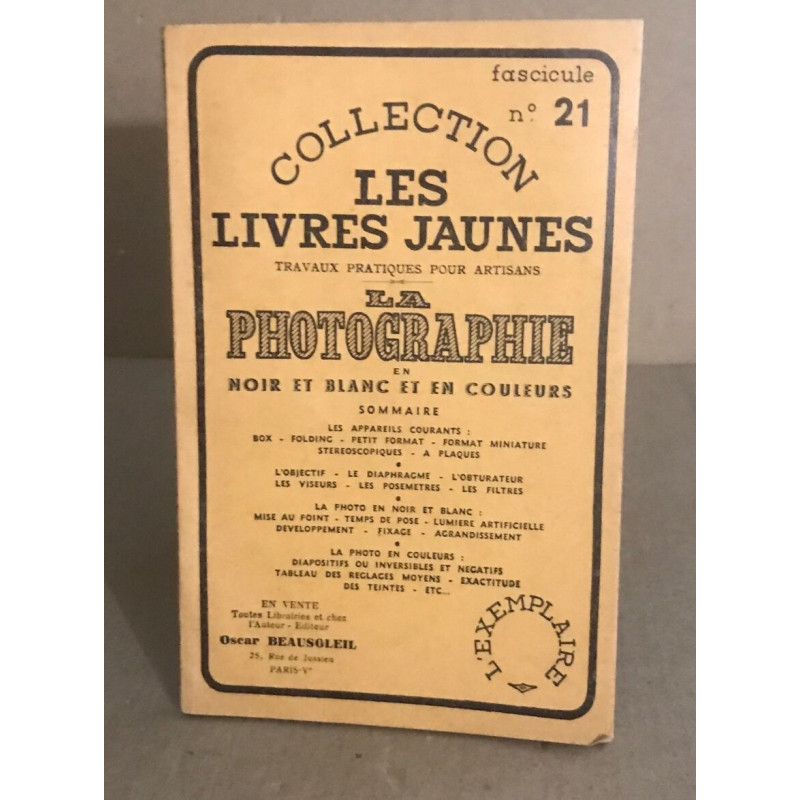 fascicule
n° 21
COLLECTION
LES
LIVRES JAUNES
TRAVAUX PRATIQUES POUR ARTISANS
LA
PHOTOGRAPHIE
EN
NOIR ET BLANC ET EN COULEURS
SOMMAIRE
LES APPAREILS COURANTS :
BOX - FOLDING - PETIT FORMAT - FORMAT MINIATURE
STEREOSCOPIQUES - A PLAQUES
L'OBJECTIF - LE DIAPHRAGME - L'OBTURATEUR
LES VISEURS - LES POSEMETRES - LES FILTRES
LA PHOTO EN NOIR ET BLANC :
MISE AU POINT - TEMPS DE POSE - LUMIERE ARTIFICIELLE
DEVELOPPEMENT - FIXAGE - AGRANDISSEMENT
LA PHOTO EN COULEURS :
DIAPOSITIFS OU INVERSIBLES ET NEGATIFS
TABLEAU DES REGLAGES MOYENS - EXACTITUDE
DES TEINTES - ETC...
EN VENTE
Toutes Librairies et chez
l'Auteur - Editeur
Oscar BEAUSOLEIL
25, Rue de Jussieu
PARIS-V°
L'EXEMPLAIRE